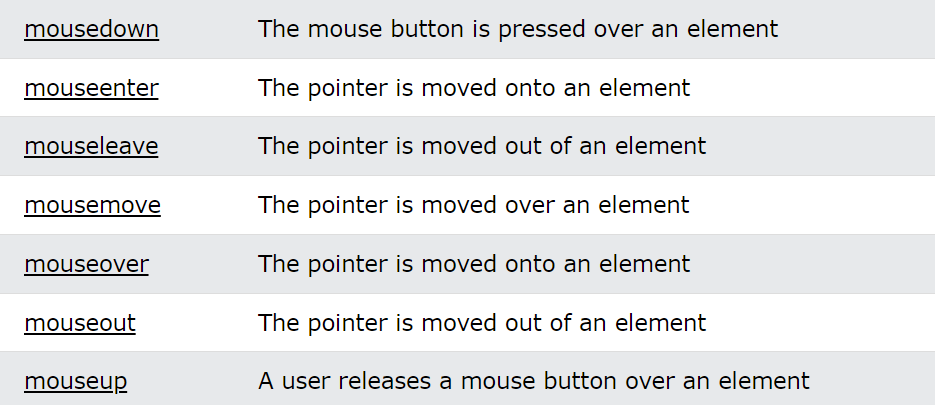 mousedown The mouse button is pressed over an element
mouseenter The pointer is moved onto an element
mouseleave The pointer is moved out of an element
mousemove The pointer is moved over an element
mouseover The pointer is moved onto an element
mouseout The pointer is moved out of an element
mouseup A user releases a mouse button over an element